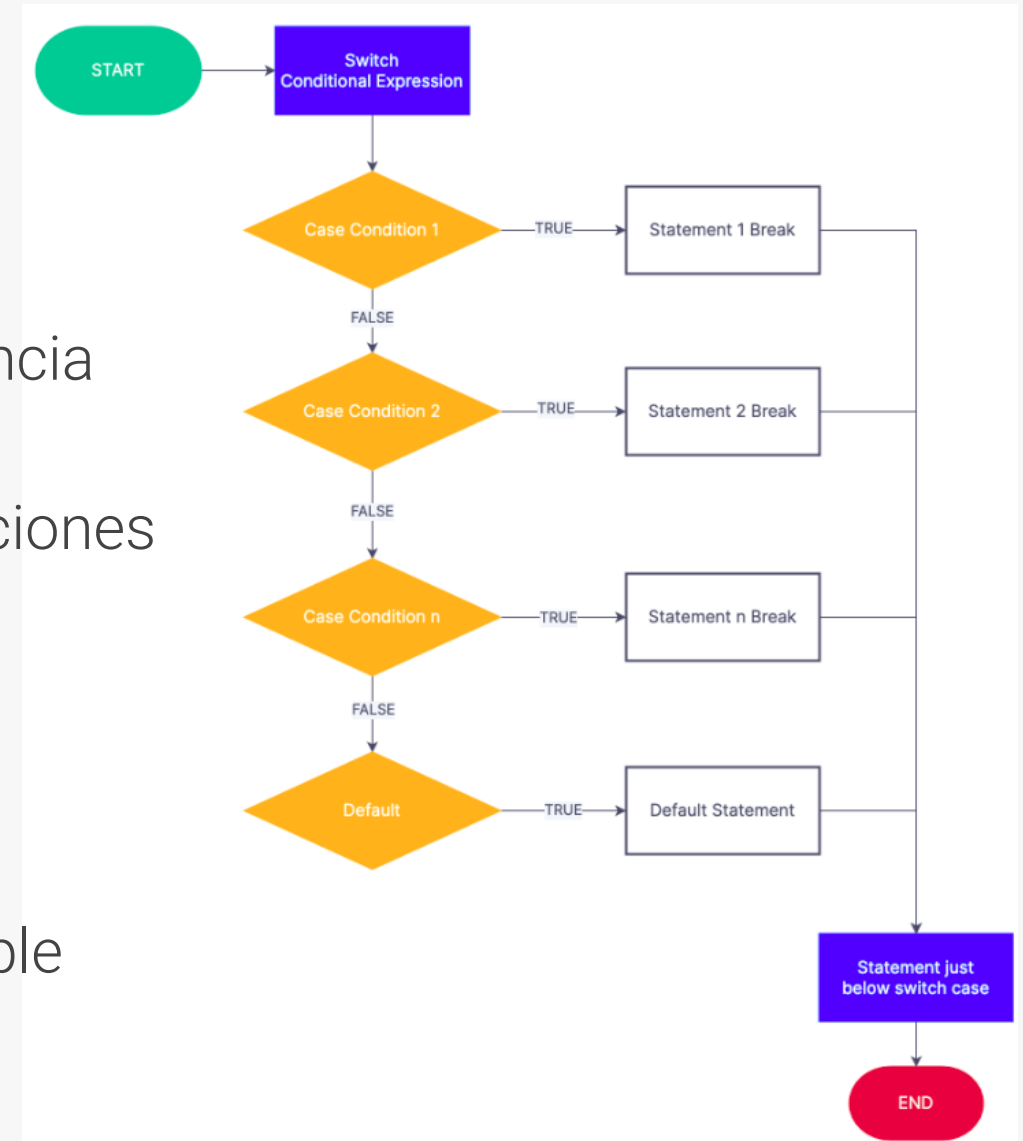 START
Switch
Conditional Expression
Case Condition 1
TRUE
Statement 1 Break
FALSE
ncia
Case Condition 2
TRUE
Statement 2 Break
FALSE
ciones
Case Condition n
TRUE
Statement n Break
FALSE
Default
TRUE
Default Statement
ble
Statement just
below switch case
END